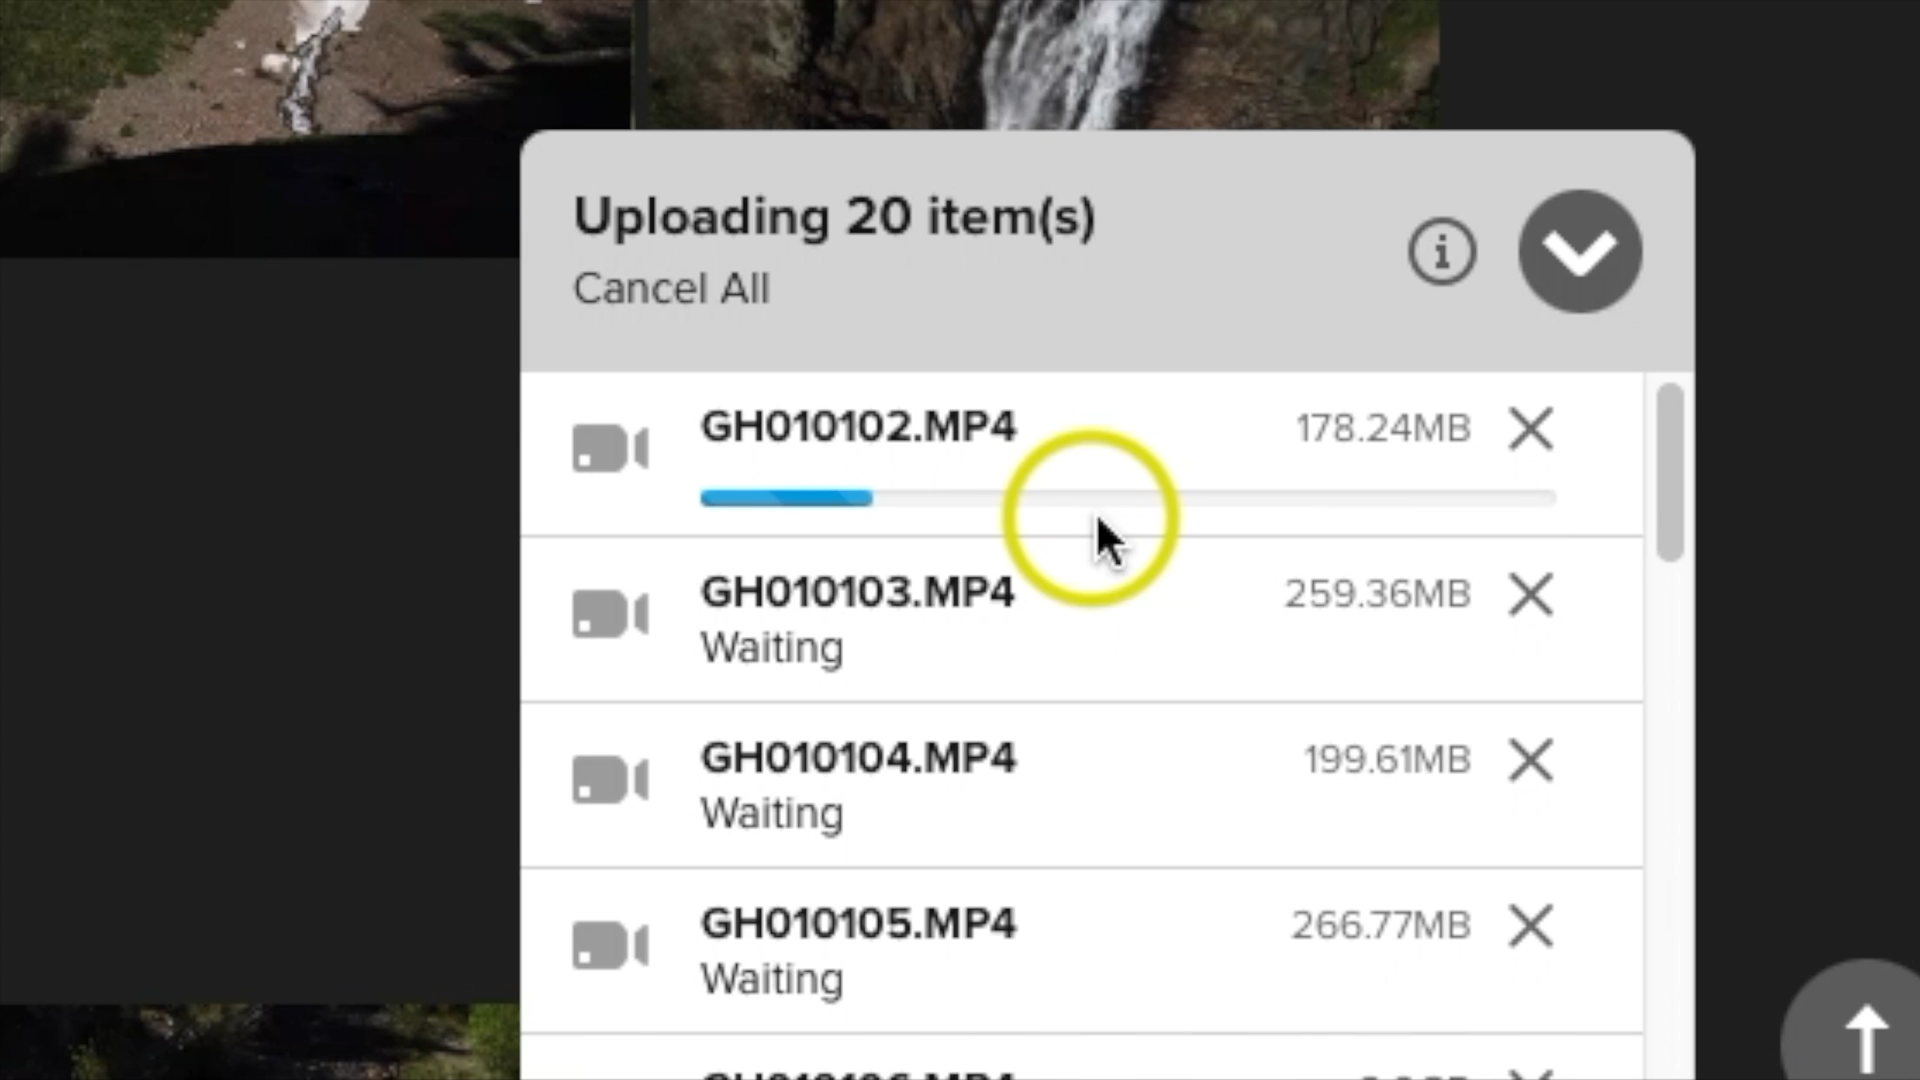 Uploading 20 item(s)
Cancel All
GH010102.MP4 178.24MB
GH010103.MP4 259.36MB
Waiting
GH010104.MP4 199.61MB
Waiting
GH010105.MP4 266.77MB
Waiting